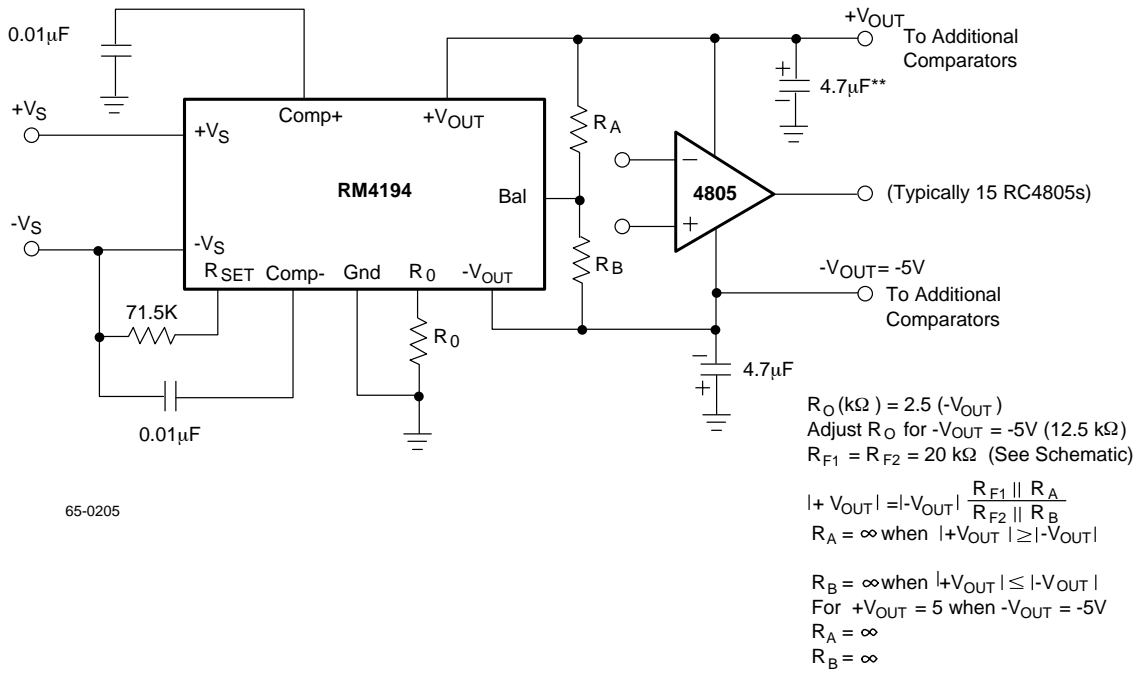 0.01μF
+VOUT
To Additional
Comparators
+
4.7μF**
−
+VS
+VS
Comp+
+VOUT
RA
−
RM4194
Bal
4805
(Typically 15 RC4805s)
+
-VS
-VS
RSET
Comp-
Gnd
R0
-VOUT
RB
-VOUT = -5V
To Additional
Comparators
71.5K
R0
−
4.7μF
+
0.01μF
RO (kΩ ) = 2.5 (-VOUT )
Adjust RO for -VOUT = -5V (12.5 kΩ)
RF1 = RF2 = 20 kΩ (See Schematic)
65-0205
|+ VOUT | =|-VOUT| RF1 || RA
RF2 || RB
RA = ∞ when |+VOUT | ≥|-VOUT|
RB = ∞ when |+VOUT | ≤ |-VOUT |
For +VOUT = 5 when -VOUT = -5V
RA = ∞
RB = ∞